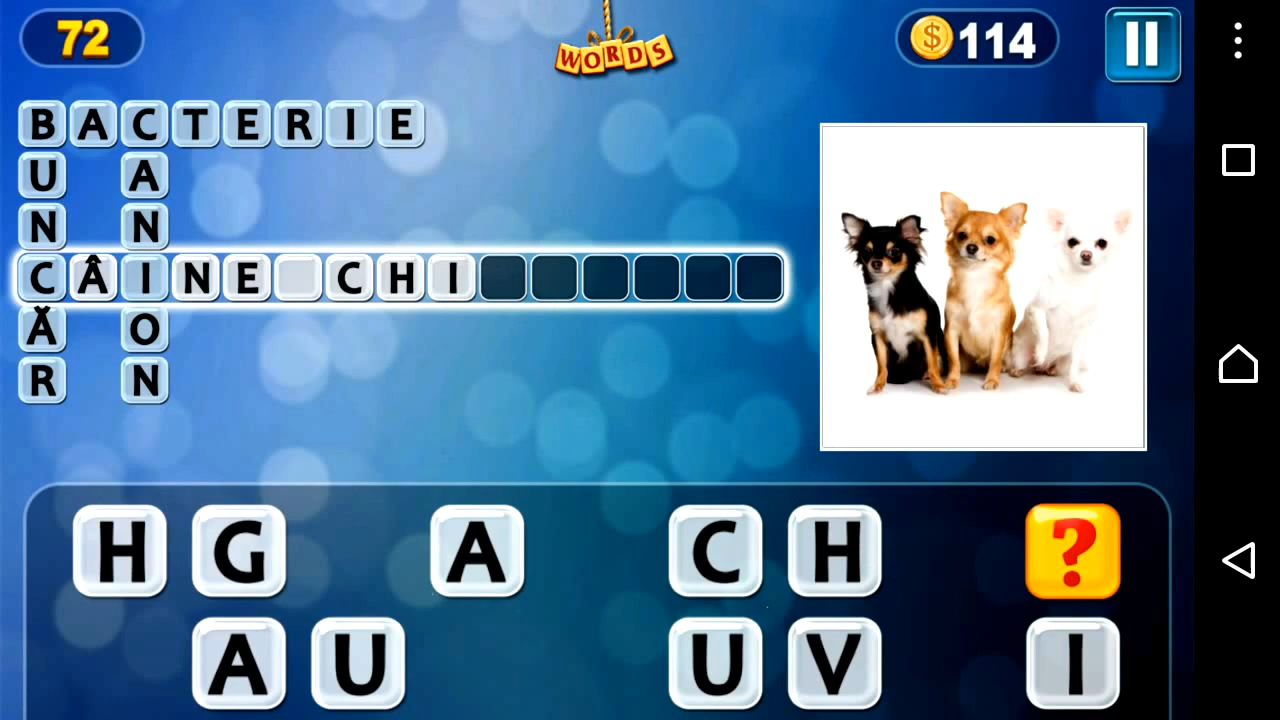 72
WORDS
$ 114
BACTERIE
U A
N N
CÂINE CHI
Ă O
R N
H G A C H ?
A U U V I